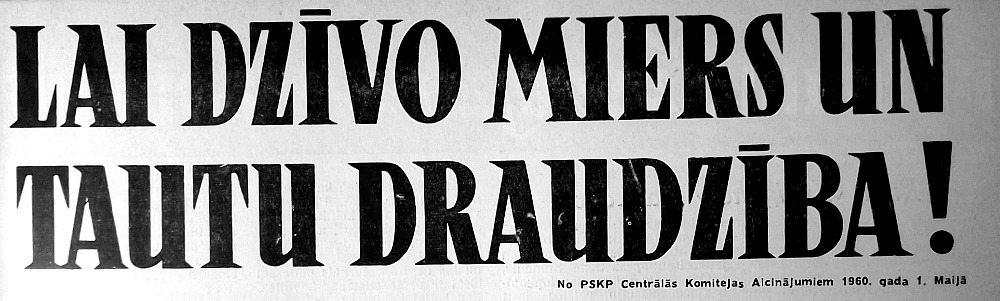 LAI DZĪVO MIERS UN
TAUTU DRAUDZĪBA!
No PSKP Centrālās Komitejas Aicinājumiem 1960. gada 1. Maijā